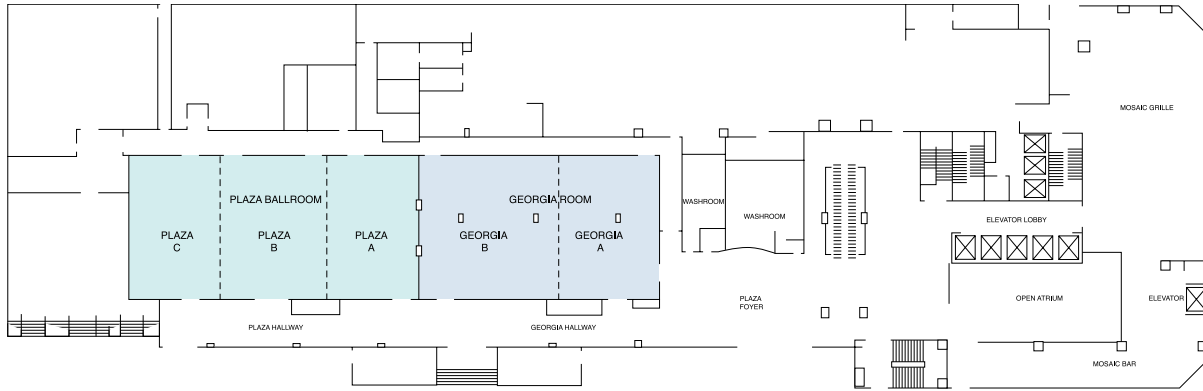 MOSAIC GRILLE
PLAZA BALLROOM
GEORGIA ROOM
WASHROOM
WASHROOM
ELEVATOR LOBBY
PLAZA
C
PLAZA
B
PLAZA
A
GEORGIA
B
GEORGIA
A
PLAZA
FOYER
OPEN ATRIUM
ELEVATOR
PLAZA HALLWAY
GEORGIA HALLWAY
MOSAIC BAR